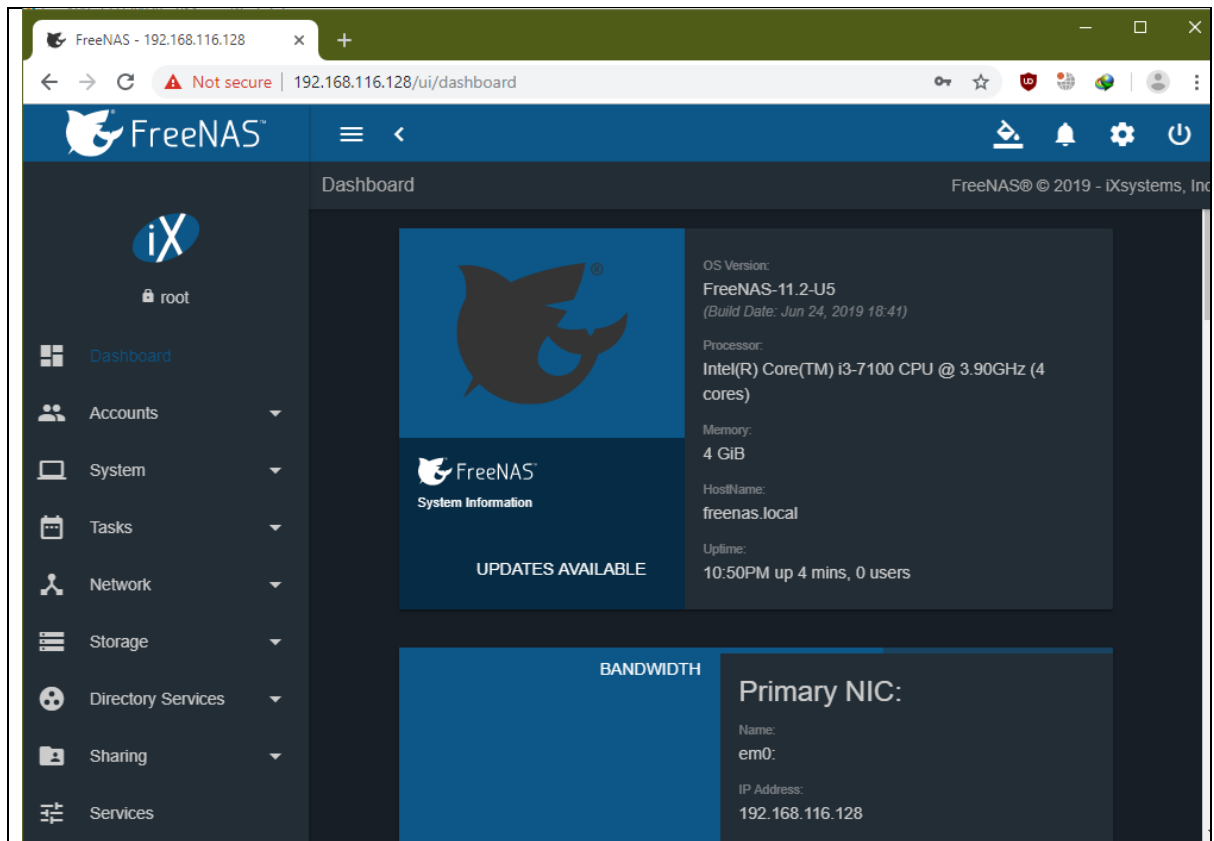 FreeNAS - 192.168.116.128
Not secure | 192.168.116.128/ui/dashboard
FreeNAS™
Dashboard
FreeNAS® © 2019 - iXsystems, Inc
iX
root
Dashboard
Accounts
System
Tasks
Network
Storage
Directory Services
Sharing
Services
®
FreeNAS™
System Information
UPDATES AVAILABLE
OS Version:
FreeNAS-11.2-U5
(Build Date: Jun 24, 2019 18:41)
Processor:
Intel(R) Core(TM) i3-7100 CPU @ 3.90GHz (4
cores)
Memory:
4 GiB
HostName:
freenas.local
Uptime:
10:50PM up 4 mins, 0 users
BANDWIDTH
Primary NIC:
Name:
em0:
IP Address:
192.168.116.128